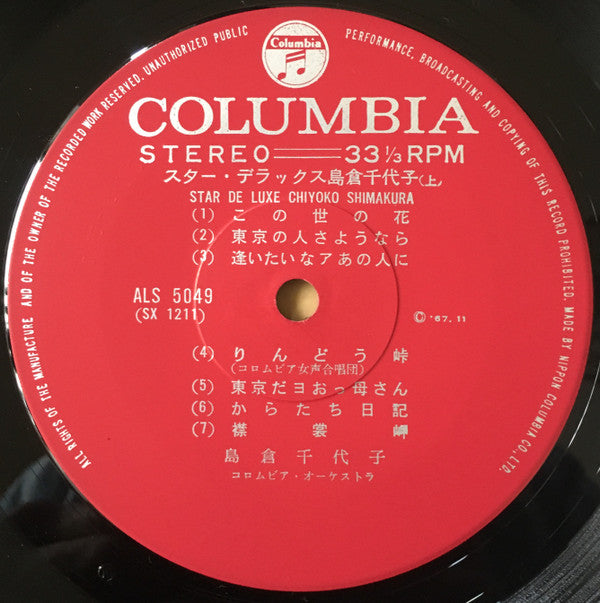 ALL RIGHTS OF THE MANUFACTURE AND OF THE OWNER OF THE RECORDED WORK RESERVED. UNAUTHORIZED PUBLIC PERFORMANCE, BROADCASTING AND COPYING OF THIS RECORD PROHIBITED. MADE BY NIPPON COLUMBIA CO., LTD.
Columbia
COLUMBIA
STEREO 33 1/3 RPM
スター・デラックス島倉千代子(上)
STAR DE LUXE CHIYOKO SHIMAKURA
(1) この世の花
(2) 東京の人さようなら
(3) 逢いたいなァあの人に
ALS 5049
(SX 1211)
Ⓒ '67. 11
(4) りんどう峠
(コロムビア女声合唱団)
(5) 東京だヨおっ母さん
(6) からたち日記
(7) 襟裳岬
島倉千代子
コロムビア・オーケストラ